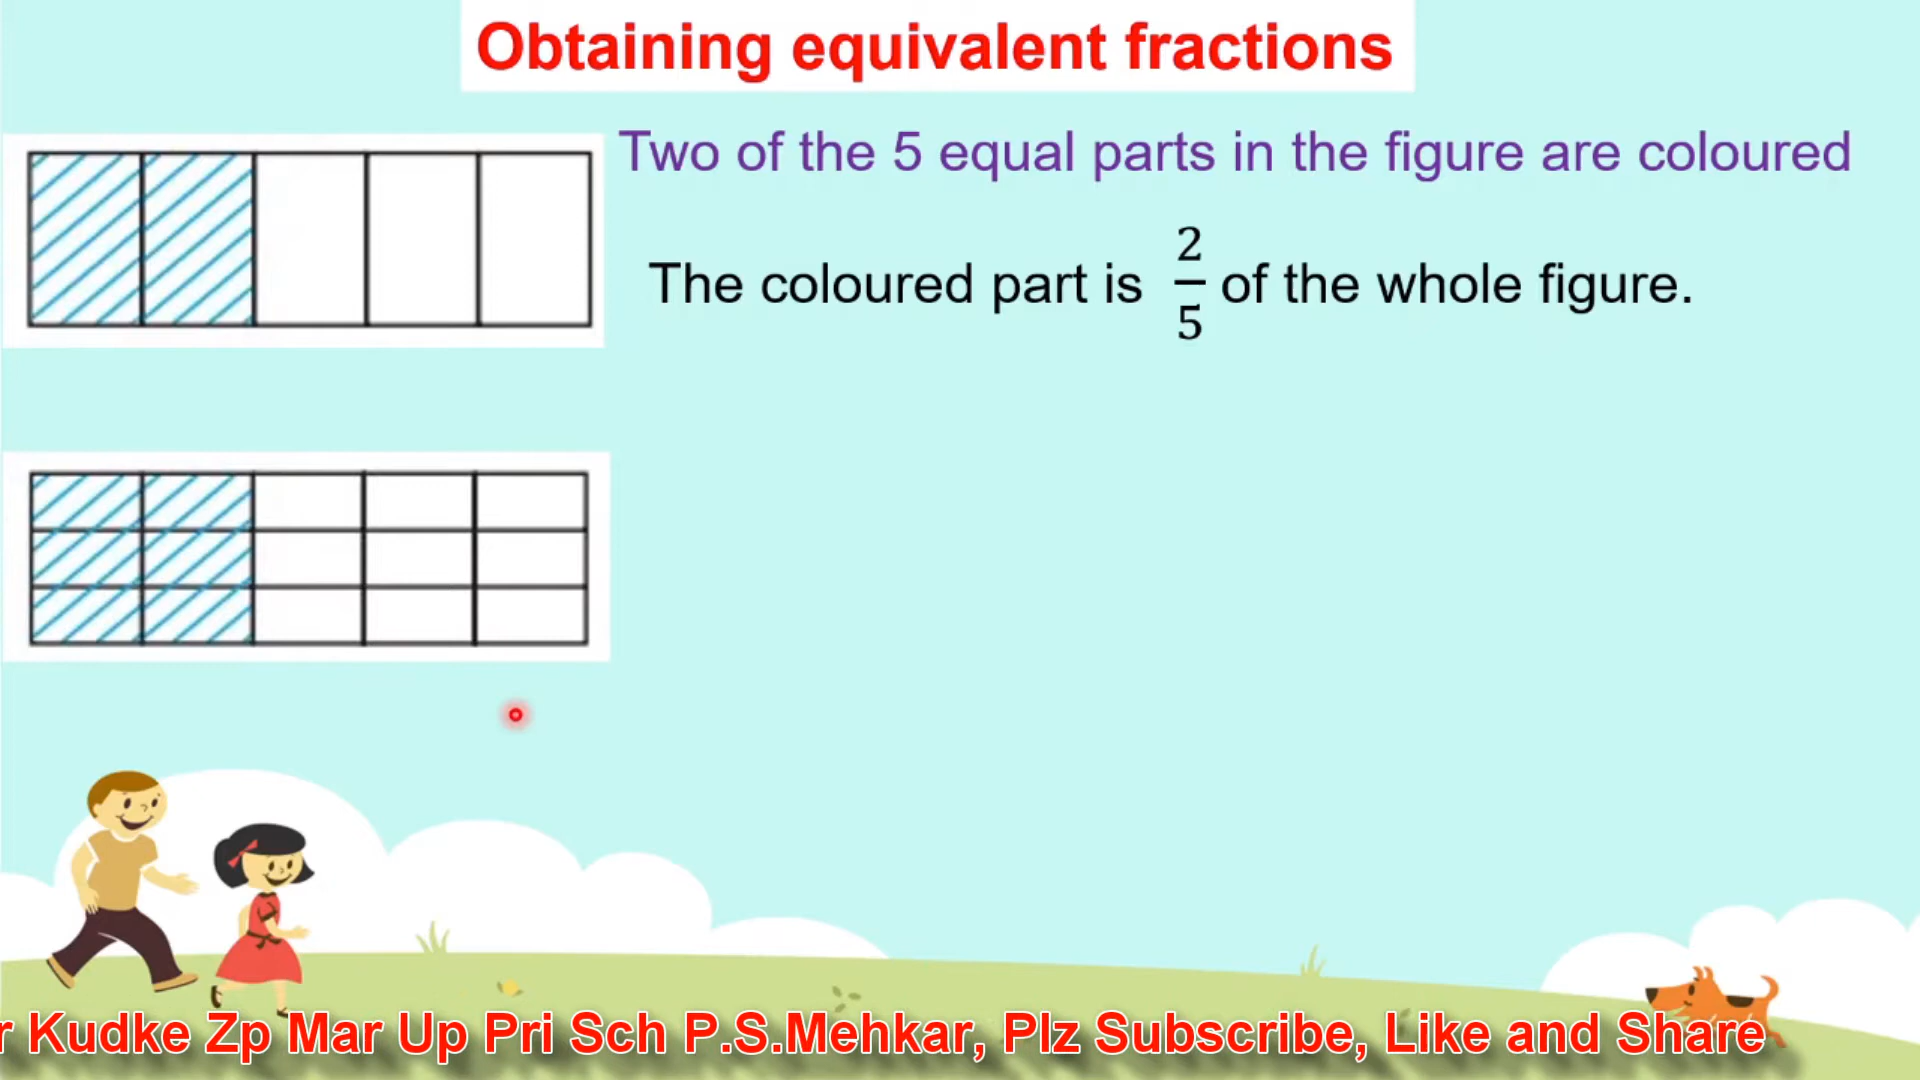 Obtaining equivalent fractions
Two of the 5 equal parts in the figure are coloured
The coloured part is 2/5 of the whole figure.
Kudke Zp Mar Up Pri Sch P.S.Mehkar, Plz Subscribe, Like and Share